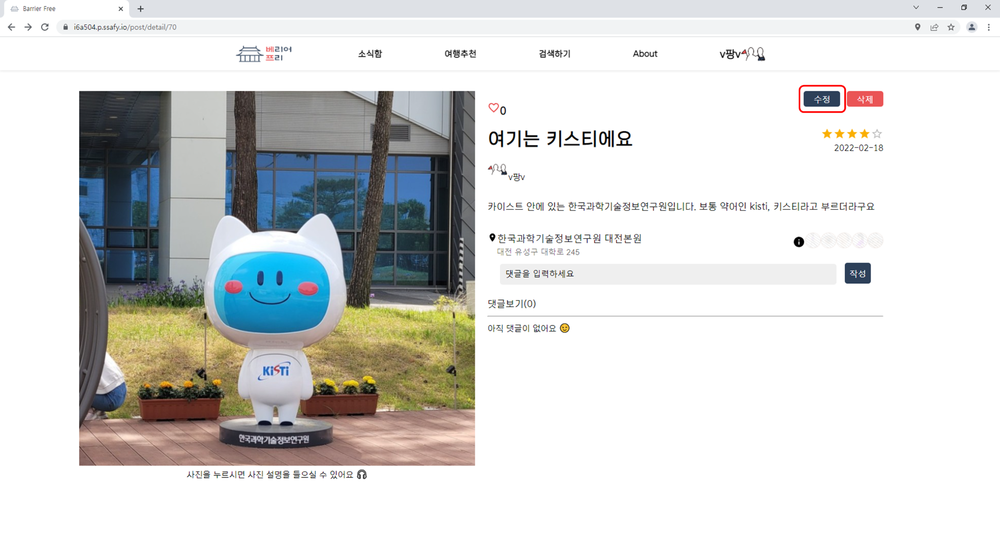 Barrier Free
i6a504.p.ssafy.io/post/detail/70
베리어
프리
소식함
여행추천
검색하기
About
v팡v
수정
삭제
0
여기는 키스티에요
2022-02-18
v팡v
카이스트 안에 있는 한국과학기술정보연구원입니다. 보통 약어인 kisti, 키스티라고 부르더라구요
한국과학기술정보연구원 대전본원
대전 유성구 대학로 245
댓글을 입력하세요
작성
댓글보기(0)
아직 댓글이 없어요 😉
KiSTi
한국과학기술정보연구원
사진을 누르시면 사진 설명을 들으실 수 있어요 🎧